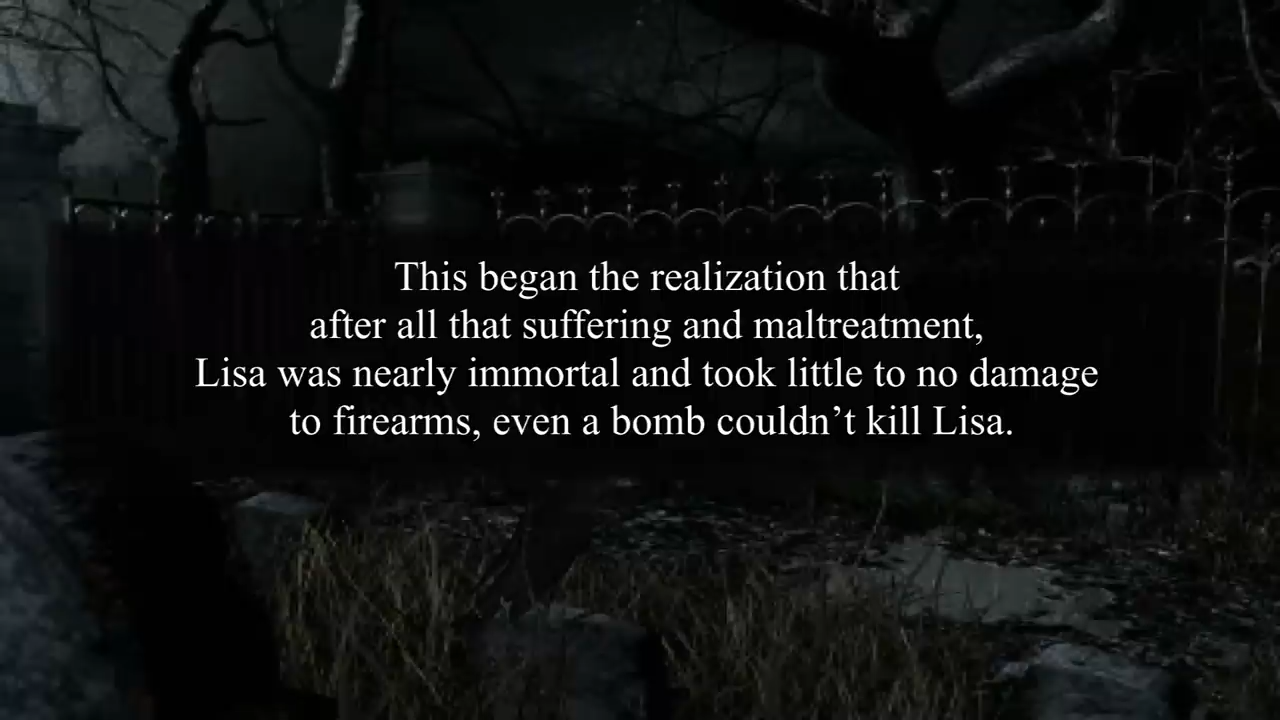 This began the realization that
after all that suffering and maltreatment,
Lisa was nearly immortal and took little to no damage
to firearms, even a bomb couldn’t kill Lisa.